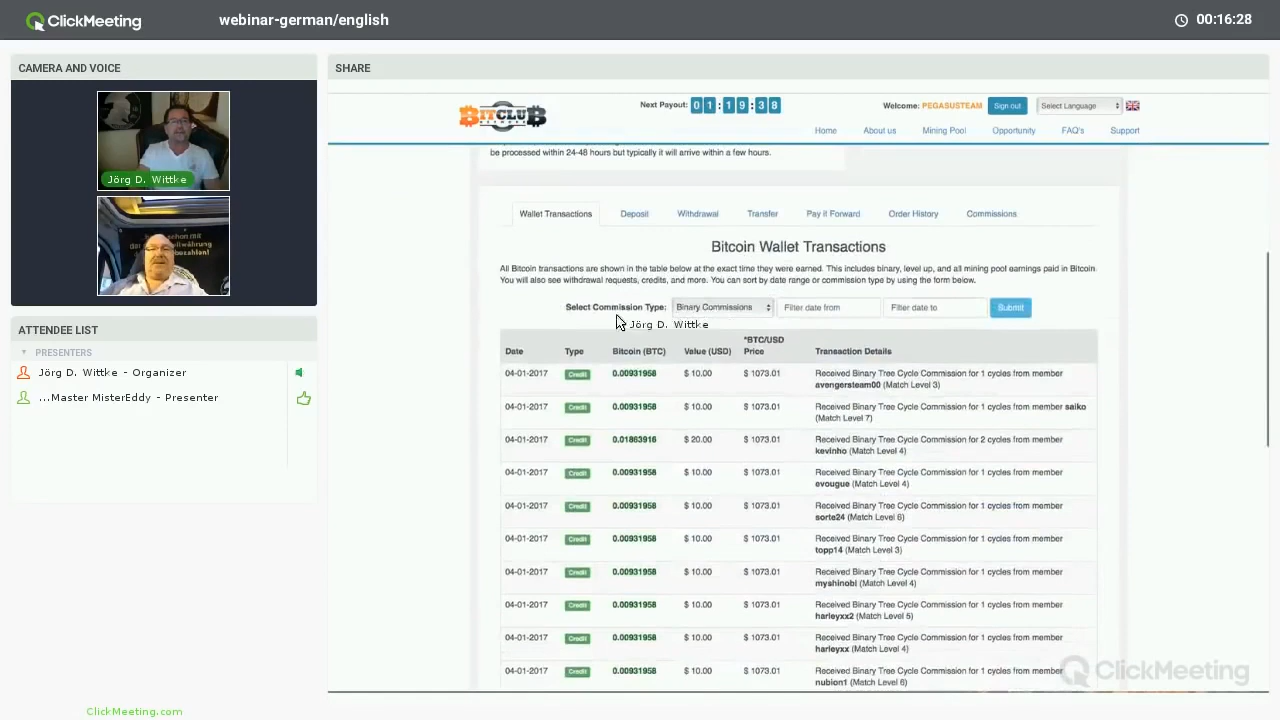 ClickMeeting
webinar-german/english
00:16:28
CAMERA AND VOICE
Jörg D. Wittke
ATTENDEE LIST
PRESENTERS
Jörg D. Wittke - Organizer
...Master MisterEddy - Presenter
ClickMeeting.com
SHARE
BITCLUB
NETWORK
Next Payout: 01:19:38
Welcome: PEGASUSTEAM Sign out Select Language
Home About us Mining Pool Opportunity FAQ's Support
be processed within 24-48 hours but typically it will arrive within a few hours.
Wallet Transactions Deposit Withdrawal Transfer Pay it Forward Order History Commissions
Bitcoin Wallet Transactions
All Bitcoin transactions are shown in the table below at the exact time they were earned. This includes binary, level up, and all mining pool earnings paid in Bitcoin
You will also see withdrawal requests, credits, and more. You can sort by date range or commission type by using the form below.
Select Commission Type: Binary Commissions Filter date from Filter date to Submit
Jörg D. Wittke
Date Type Bitcoin (BTC) Value (USD) *BTC/USD Price Transaction Details
04-01-2017 Credit 0.00931958 $ 10.00 $ 1073.01 Received Binary Tree Cycle Commission for 1 cycles from member
avengersteam00 (Match Level 3)
04-01-2017 Credit 0.00931958 $ 10.00 $ 1073.01 Received Binary Tree Cycle Commission for 1 cycles from member saiko
(Match Level 7)
04-01-2017 Credit 0.01863916 $ 20.00 $ 1073.01 Received Binary Tree Cycle Commission for 2 cycles from member
kevinho (Match Level 4)
04-01-2017 Credit 0.00931958 $ 10.00 $ 1073.01 Received Binary Tree Cycle Commission for 1 cycles from member
evougue (Match Level 4)
04-01-2017 Credit 0.00931958 $ 10.00 $ 1073.01 Received Binary Tree Cycle Commission for 1 cycles from member
sorte24 (Match Level 6)
04-01-2017 Credit 0.00931958 $ 10.00 $ 1073.01 Received Binary Tree Cycle Commission for 1 cycles from member
topp14 (Match Level 3)
04-01-2017 Credit 0.00931958 $ 10.00 $ 1073.01 Received Binary Tree Cycle Commission for 1 cycles from member
myshinobi (Match Level 4)
04-01-2017 Credit 0.00931958 $ 10.00 $ 1073.01 Received Binary Tree Cycle Commission for 1 cycles from member
harleyxx2 (Match Level 5)
04-01-2017 Credit 0.00931958 $ 10.00 $ 1073.01 Received Binary Tree Cycle Commission for 1 cycles from member
harleyxx (Match Level 4)
04-01-2017 Credit 0.00931958 $ 10.00 $ 1073.01 Received Binary Tree Cycle Commission for 1 cycles from member
nubion1 (Match Level 6)
ClickMeeting